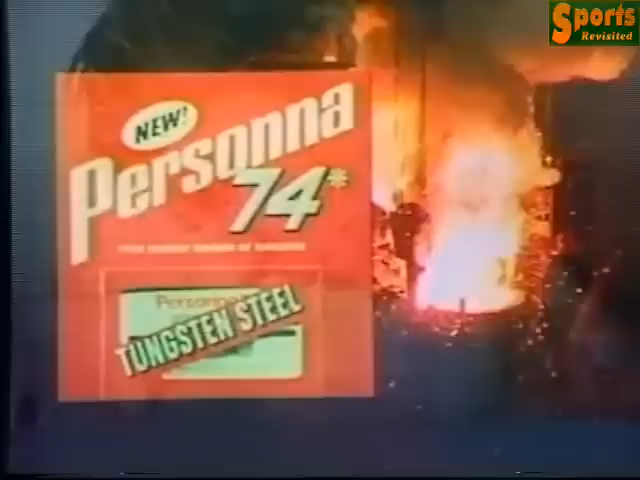 Sports
Revisited
NEW!
Personna
74*
Personna
TUNGSTEN STEEL